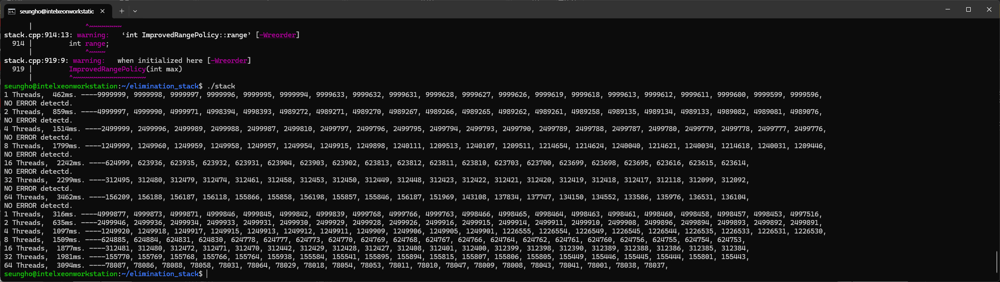 seungho@intelxeonworkstatio
|             ^~~~~~~~~
stack.cpp:914:13: warning:   ‘int ImprovedRangePolicy::range’ [-Wreorder]
  914 |         int range;
      |             ^~~~~
stack.cpp:919:9: warning:   when initialized here [-Wreorder]
  919 |         ImprovedRangePolicy(int max)
      |         ^~~~~~~~~~~~~~~~~~~
seungho@intelxeonworkstation:~/elimination_stack$ ./stack
1 Threads,  462ms. ----9999999, 9999998, 9999997, 9999996, 9999995, 9999994, 9999633, 9999632, 9999631, 9999628, 9999627, 9999626, 9999619, 9999618, 9999613, 9999612, 9999611, 9999600, 9999599, 9999596,
NO ERROR detectd.
2 Threads,  859ms. ----4999997, 4999990, 4999971, 4998394, 4998393, 4989272, 4989271, 4989270, 4989267, 4989266, 4989265, 4989262, 4989261, 4989258, 4989135, 4989134, 4989133, 4989082, 4989081, 4989076,
NO ERROR detectd.
4 Threads,  1514ms. ----2499999, 2499996, 2499989, 2499988, 2499987, 2499810, 2499797, 2499796, 2499795, 2499794, 2499793, 2499790, 2499789, 2499788, 2499787, 2499780, 2499779, 2499778, 2499777, 2499776,
NO ERROR detectd.
8 Threads,  1799ms. ----1249999, 1249960, 1249959, 1249958, 1249957, 1249954, 1249915, 1249898, 1240111, 1209513, 1240107, 1209511, 1214654, 1214624, 1240040, 1214621, 1240034, 1214618, 1240031, 1209446,
NO ERROR detectd.
16 Threads,  2242ms. ----624999, 623936, 623935, 623932, 623931, 623904, 623903, 623902, 623813, 623812, 623811, 623810, 623703, 623700, 623699, 623698, 623695, 623616, 623615, 623614,
NO ERROR detectd.
32 Threads,  2299ms. ----312495, 312480, 312479, 312474, 312461, 312458, 312453, 312450, 312449, 312448, 312423, 312422, 312421, 312420, 312419, 312418, 312417, 312118, 312099, 312092,
NO ERROR detectd.
64 Threads,  3462ms. ----156209, 156188, 156187, 156118, 155866, 155858, 156198, 155857, 155846, 156187, 151969, 143108, 137834, 137747, 134150, 134552, 133586, 135976, 136531, 136104,
NO ERROR detectd.
1 Threads,  316ms. ----4999877, 4999873, 4999871, 4999846, 4999845, 4999842, 4999839, 4999768, 4999766, 4999763, 4998466, 4998465, 4998464, 4998463, 4998461, 4998460, 4998458, 4998457, 4998453, 4997516,
2 Threads,  635ms. ----2499946, 2499936, 2499934, 2499933, 2499931, 2499930, 2499929, 2499928, 2499926, 2499916, 2499915, 2499914, 2499911, 2499910, 2499908, 2499896, 2499894, 2499893, 2499892, 2499891,
4 Threads,  1097ms. ----1249920, 1249918, 1249917, 1249915, 1249913, 1249912, 1249911, 1249909, 1249906, 1249905, 1249901, 1226555, 1226554, 1226549, 1226545, 1226544, 1226535, 1226533, 1226531, 1226530,
8 Threads,  1509ms. ----624885, 624884, 624831, 624830, 624778, 624777, 624773, 624770, 624769, 624768, 624767, 624766, 624764, 624762, 624761, 624760, 624756, 624755, 624754, 624753,
16 Threads,  1877ms. ----312481, 312480, 312472, 312471, 312470, 312442, 312429, 312428, 312427, 312408, 312401, 312400, 312399, 312398, 312390, 312389, 312388, 312386, 312385, 312384,
32 Threads,  1981ms. ----155770, 155769, 155768, 155766, 155764, 155938, 155584, 155541, 155895, 155894, 155815, 155807, 155806, 155805, 155449, 155446, 155445, 155444, 155801, 155443,
64 Threads,  3094ms. ----78087, 78086, 78088, 78058, 78031, 78064, 78029, 78018, 78054, 78053, 78011, 78010, 78047, 78009, 78008, 78043, 78041, 78001, 78038, 78037,
seungho@intelxeonworkstation:~/elimination_stack$